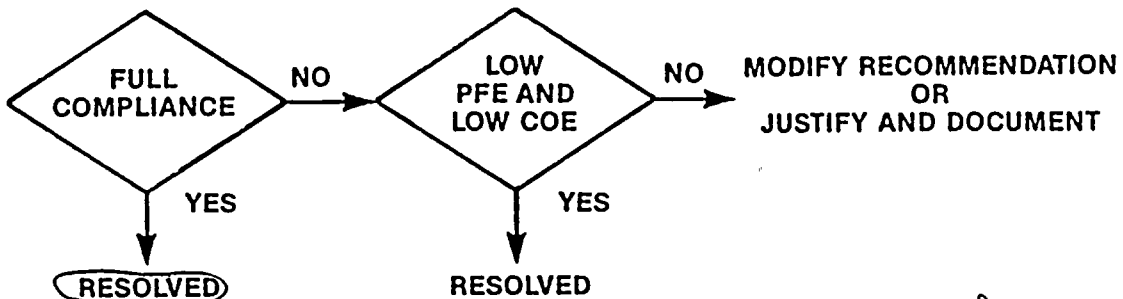 FULL
COMPLIANCE
NO
LOW
PFE AND
LOW COE
NO
MODIFY RECOMMENDATION
OR
JUSTIFY AND DOCUMENT
YES
YES
RESOLVED
RESOLVED